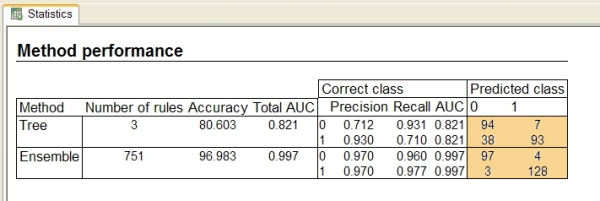 Statistics
Method performance
Correct class Predicted class
Method Number of rules Accuracy Total AUC Precision Recall AUC 0 1
Tree 3 80.603 0.821 0 0.712 0.931 0.821 94 7
1 0.930 0.710 0.821 38 93
Ensemble 751 96.983 0.997 0 0.970 0.960 0.997 97 4
1 0.970 0.977 0.997 3 128